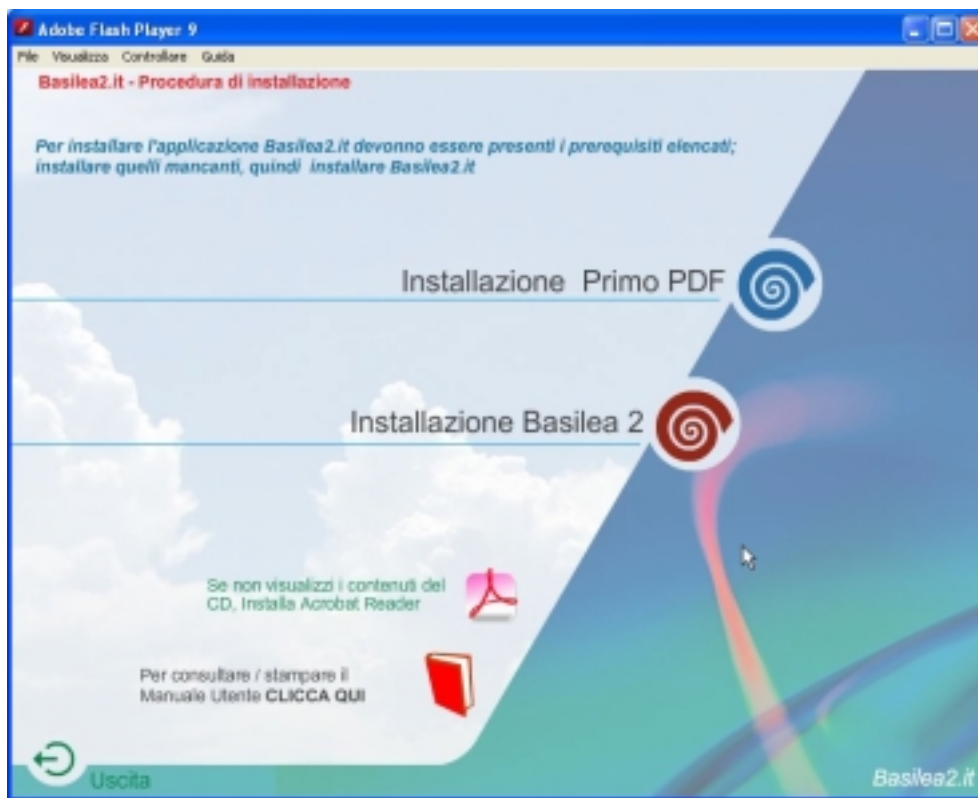 Adobe Flash Player 9
File Visualizza Controllare Guida
Basilea2.it - Procedura di installazione
Per installare l'applicazione Basilea2.it devonno essere presenti i prerequisiti elencati;
installare quelli mancanti, quindi installare Basilea2.it
Installazione Primo PDF
Installazione Basilea 2
Se non visualizzi i contenuti del
CD, Installa Acrobat Reader
Per consultare / stampare il
Manuale Utente CLICCA QUI
Uscita
Basilea2.it